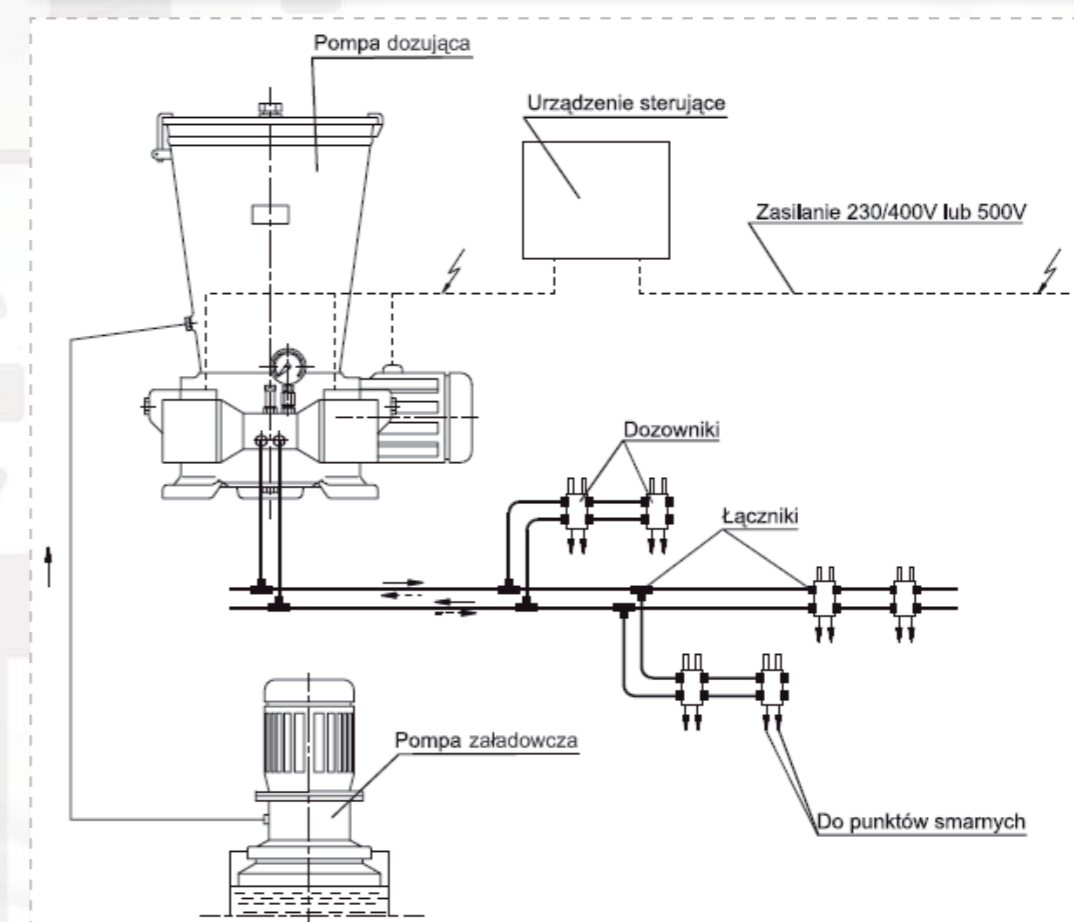 Pompa dozująca
Urządzenie sterujące
Zasilanie 230/400V lub 500V
Dozowniki
Łączniki
Pompa załadowcza
Do punktów smarnych